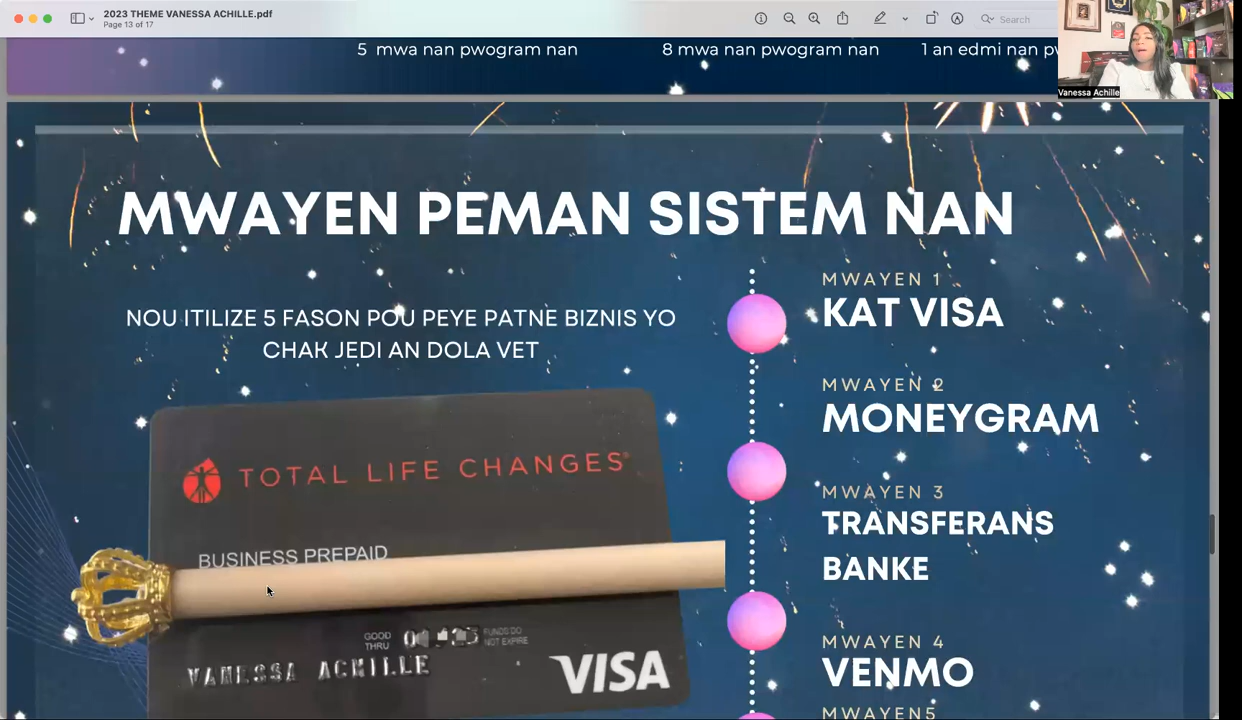 2023 THEME VANESSA ACHILLE.pdf
Page 13 of 17
Search
Vanessa Achille
5 mwa nan pwogram nan
8 mwa nan pwogram nan
1 an edmi nan
MWAYEN PEMAN SISTEM NAN
NOU ITILIZE 5 FASON POU PEYE PATNE BIZNIS YO
CHAK JEDI AN DOLA VET
TOTAL LIFE CHANGES®
BUSINESS PREPAID
GOOD
THRU
FUNDS DO
NOT EXPIRE
VANESSA ACHILLE
VISA
MWAYEN 1
KAT VISA
MWAYEN 2
MONEYGRAM
MWAYEN 3
TRANSFERANS
BANKE
MWAYEN 4
VENMO
MWAYEN5